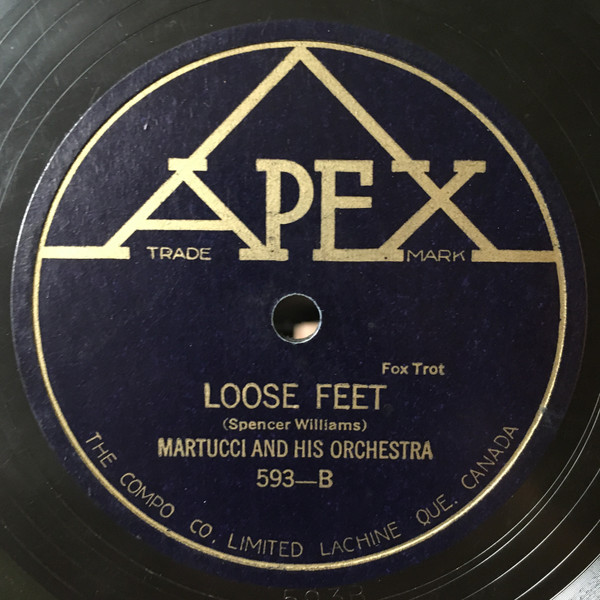 APEX
TRADE MARK
Fox Trot
LOOSE FEET
(Spencer Williams)
MARTUCCI AND HIS ORCHESTRA
593—B
THE COMPO CO. LIMITED LACHINE QUE. CANADA